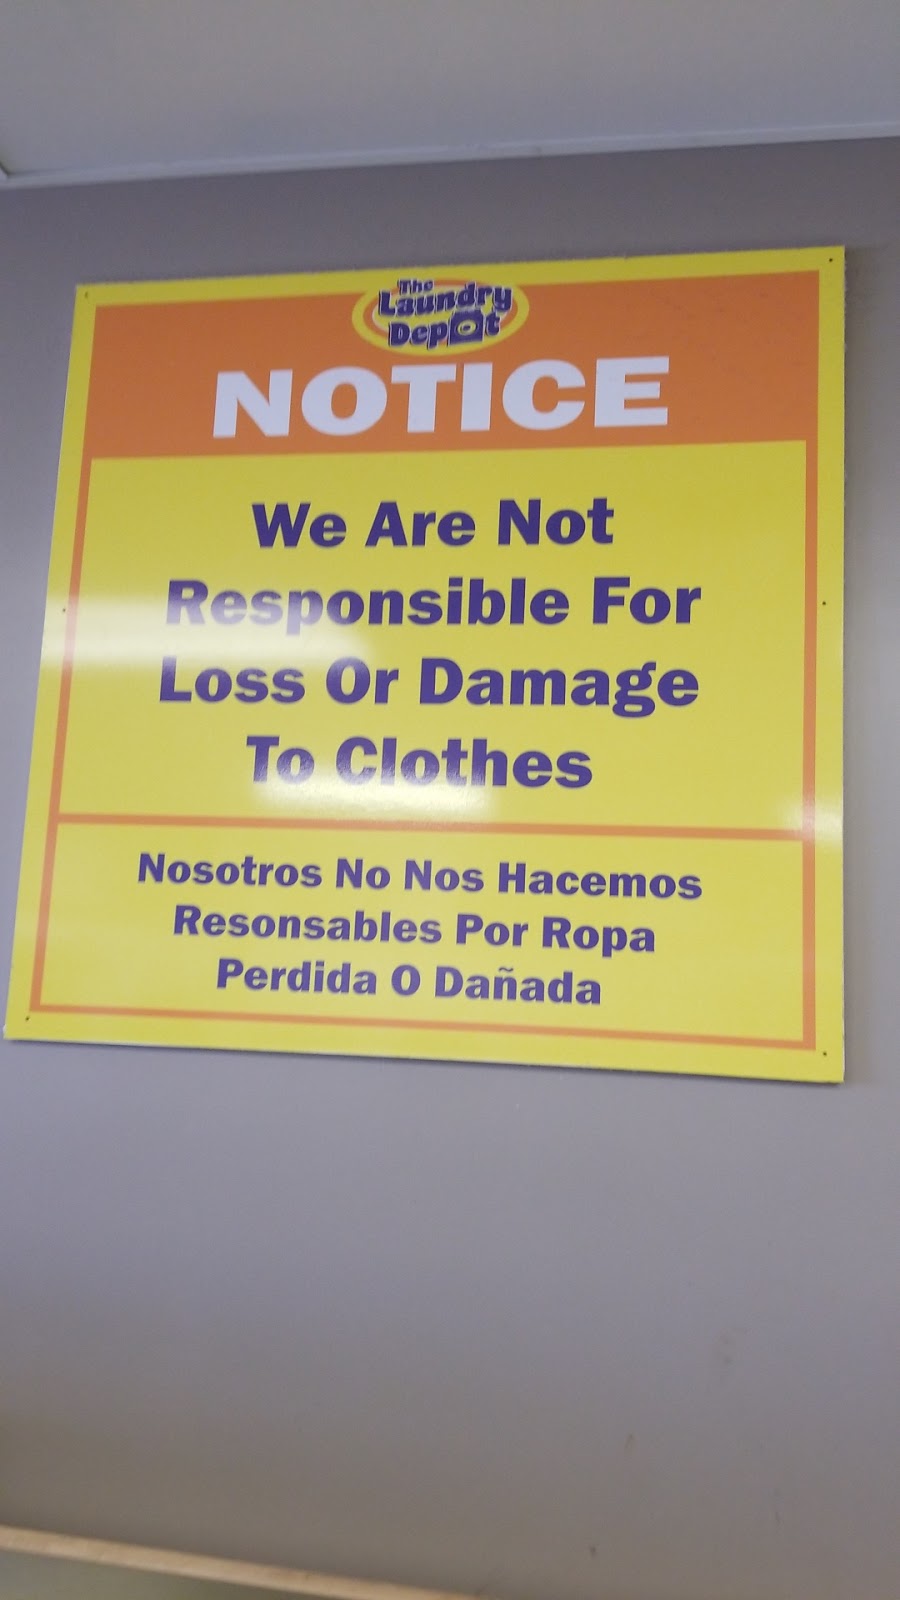 The
Laundry
Depot
NOTICE
We Are Not
Responsible For
Loss Or Damage
To Clothes
Nosotros No Nos Hacemos
Resonsables Por Ropa
Perdida O Dañada